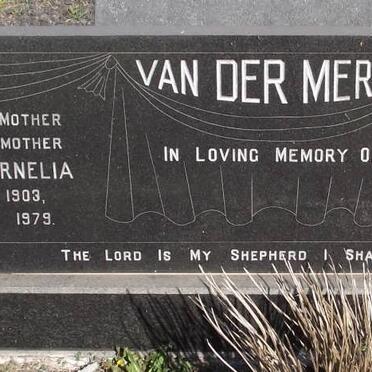 VAN DER MER
MOTHER
MOTHER
RNELIA
1903,
1979.
IN LOVING MEMORY O
THE LORD IS MY SHEPHERD I SHA